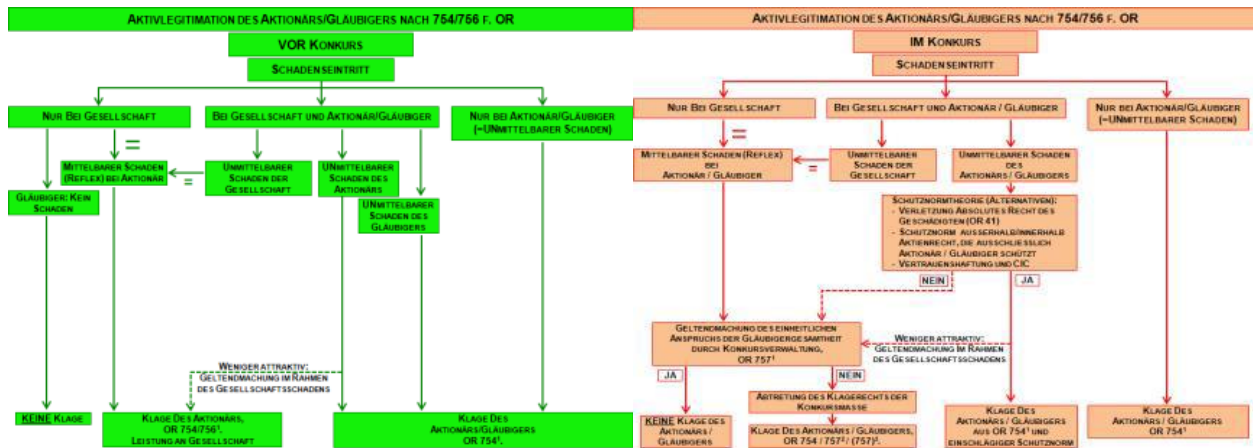 AKTIVLEGITIMATION DES AKTIONÄRS/GLÄUBIGERS NACH 754/756 F. OR
VOR KONKURS
SCHADENSEINTRITT
NUR BEI GESELLSCHAFT
BEI GESELLSCHAFT UND AKTIONÄR/GLÄUBIGER
NUR BEI AKTIONÄR/GLÄUBIGER
(=UNMITTELBARER SCHADEN)
=
MITTELBARER SCHADEN
(REFLEX) BEI AKTIONÄR
=
UNMITTELBARER
SCHADEN DER
GESELLSCHAFT
UNMITTELBARER
SCHADEN DES
AKTIONÄRS
GLÄUBIGER: KEIN
SCHADEN
UNMITTELBARER
SCHADEN DES
GLÄUBIGERS
WENIGER ATTRAKTIV:
GELTENDMACHUNG IM RAHMEN
DES GESELLSCHAFTSSCHADENS
KEINE KLAGE
KLAGE DES AKTIONÄRS,
OR 754/756¹.
LEISTUNG AN GESELLSCHAFT
KLAGE DES
AKTIONÄRS/GLÄUBIGERS
OR 754¹.
AKTIVLEGITIMATION DES AKTIONÄRS/GLÄUBIGERS NACH 754/756 F. OR
IM KONKURS
SCHADENSEINTRITT
NUR BEI GESELLSCHAFT
BEI GESELLSCHAFT UND AKTIONÄR / GLÄUBIGER
NUR BEI AKTIONÄR/GLÄUBIGER
(=UNMITTELBARER SCHADEN)
=
MITTELBARER SCHADEN (REFLEX) BEI
AKTIONÄR / GLÄUBIGER
=
UNMITTELBARER
SCHADEN DER
GESELLSCHAFT
UNMITTELBARER
SCHADEN DES
AKTIONÄRS / GLÄUBIGERS
SCHUTZNORMTHEORIE (ALTERNATIVEN):
- VERLETZUNG ABSOLUTES RECHT DES
GESCHÄDIGTEN (OR 41)
- SCHUTZNORM AUSSERHALB/INNERHALB
AKTIENRECHT, DIE AUSSCHLIESSLICH
AKTIONÄR / GLÄUBIGER SCHÜTZT
- VERTRAUENSHAFTUNG UND CIC
NEIN
JA
GELTENDMACHUNG DES EINHEITLICHEN
ANSPRUCHS DER GLÄUBIGERGESAMTHEIT
DURCH KONKURSVERWALTUNG,
OR 757¹
WENIGER ATTRAKTIV:
GELTENDMACHUNG IM RAHMEN
DES GESELLSCHAFTSSCHADENS
JA
NEIN
ABTRETUNG DES KLAGERECHTS DER
KONKURSMASSE
KEINE KLAGE DES
AKTIONÄRS /
GLÄUBIGERS
KLAGE DES AKTIONÄRS / GLÄUBIGERS,
OR 754 / 757² / (757)³.
KLAGE DES
AKTIONÄRS / GLÄUBIGERS
AUS OR 754¹ UND
EINSCHLÄGIGER SCHUTZNORM
KLAGE DES
AKTIONÄRS / GLÄUBIGERS
OR 754¹